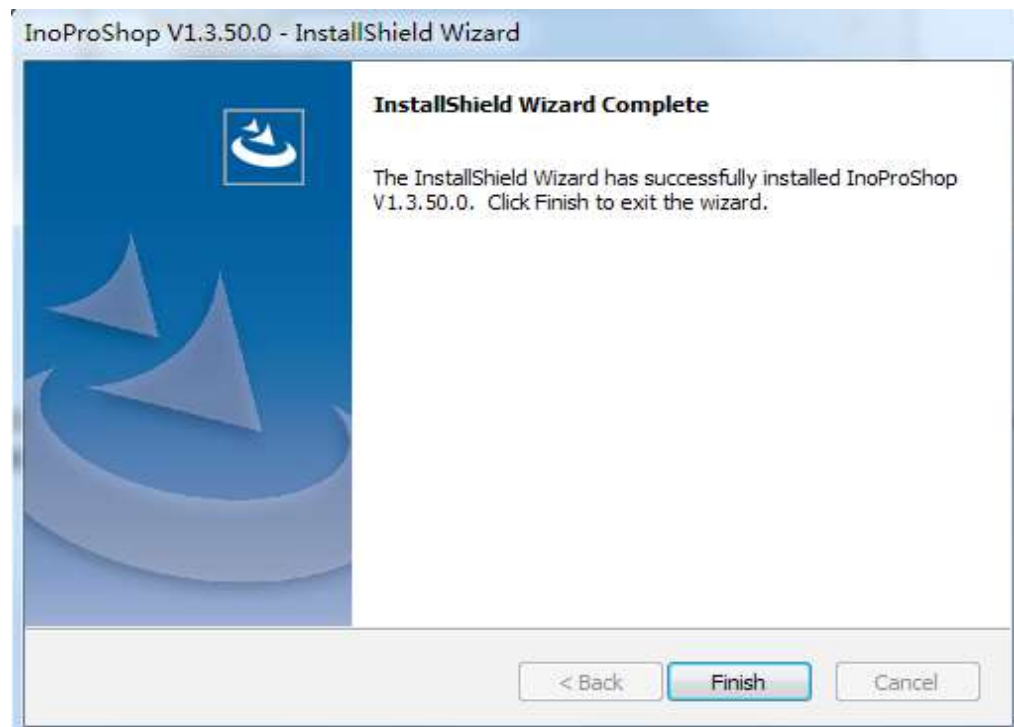 InoProShop V1.3.50.0 - InstallShield Wizard
InstallShield Wizard Complete
The InstallShield Wizard has successfully installed InoProShop
V1.3.50.0. Click Finish to exit the wizard.
< Back
Finish
Cancel